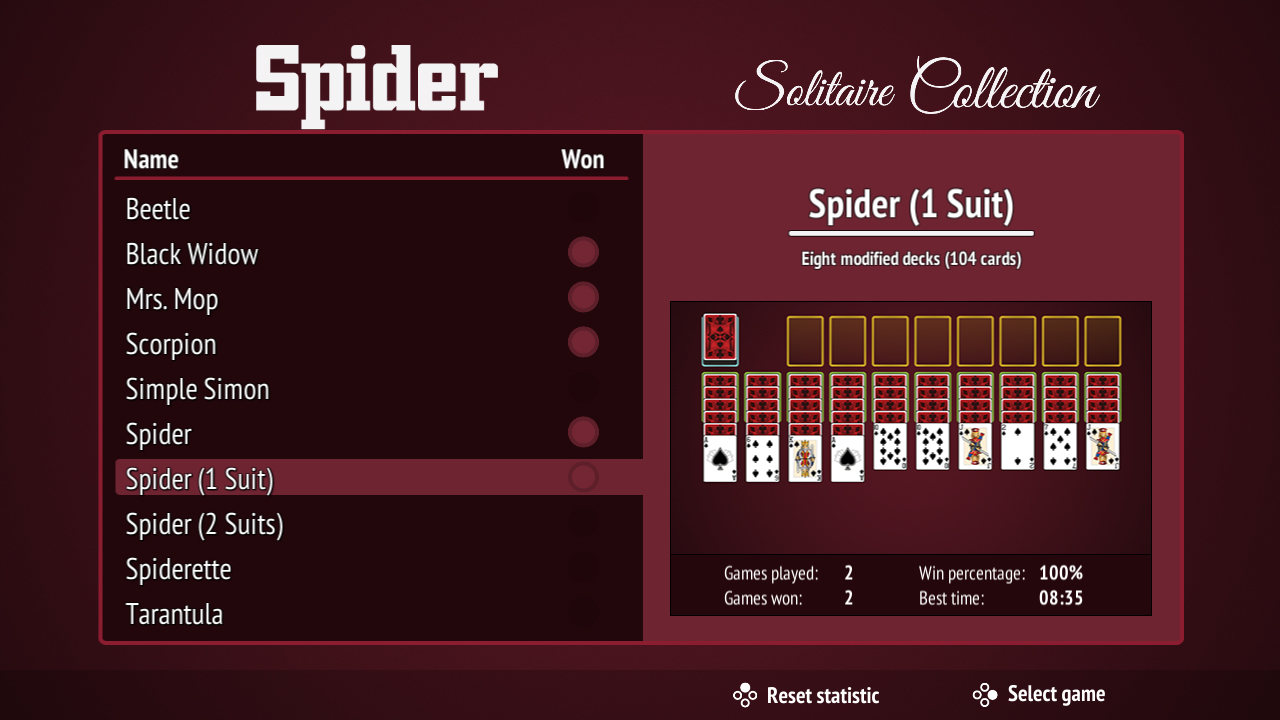 Spider
Solitaire Collection
Name Won
Beetle
Black Widow
Mrs. Mop
Scorpion
Simple Simon
Spider
Spider (1 Suit)
Spider (2 Suits)
Spiderette
Tarantula
Spider (1 Suit)
Eight modified decks (104 cards)
Games played: 2 Win percentage: 100%
Games won: 2 Best time: 08:35
Reset statistic Select game